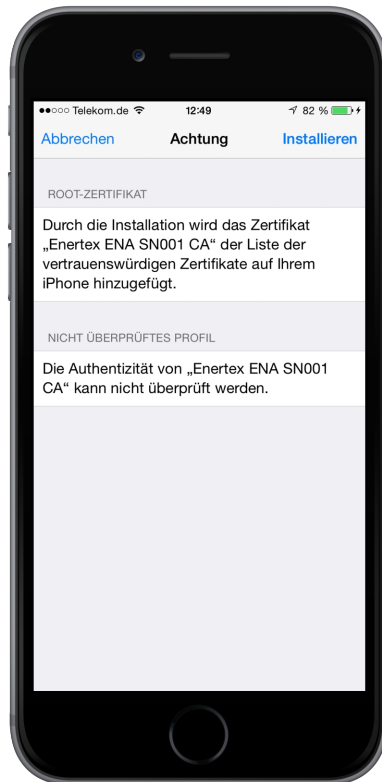 Telekom.de 12:49 82 %
Abbrechen Achtung Installieren
ROOT-ZERTIFIKAT
Durch die Installation wird das Zertifikat
„Enertex ENA SN001 CA“ der Liste der
vertrauenswürdigen Zertifikate auf Ihrem
iPhone hinzugefügt.
NICHT ÜBERPRÜFTES PROFIL
Die Authentizität von „Enertex ENA SN001
CA“ kann nicht überprüft werden.